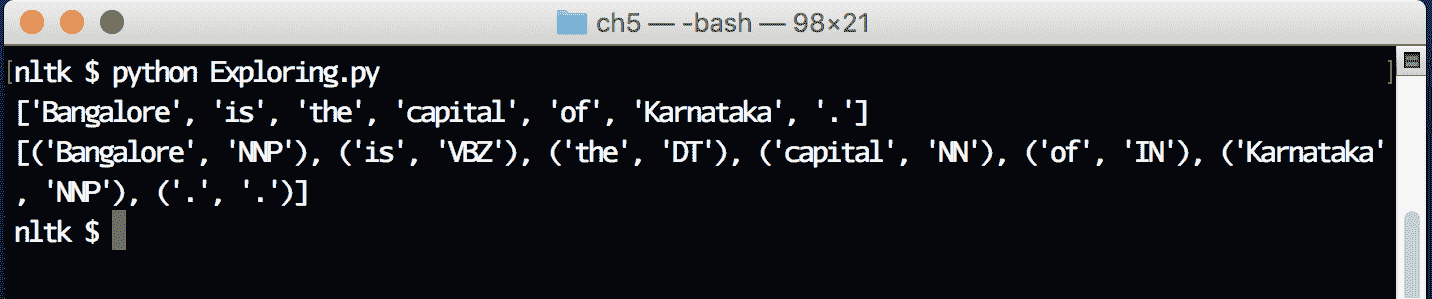 ch5 — -bash — 98×21
[nltk $ python Exploring.py ]
['Bangalore', 'is', 'the', 'capital', 'of', 'Karnataka', '.']
[('Bangalore', 'NNP'), ('is', 'VBZ'), ('the', 'DT'), ('capital', 'NN'), ('of', 'IN'), ('Karnataka'
, 'NNP'), ('.', '.')]
nltk $